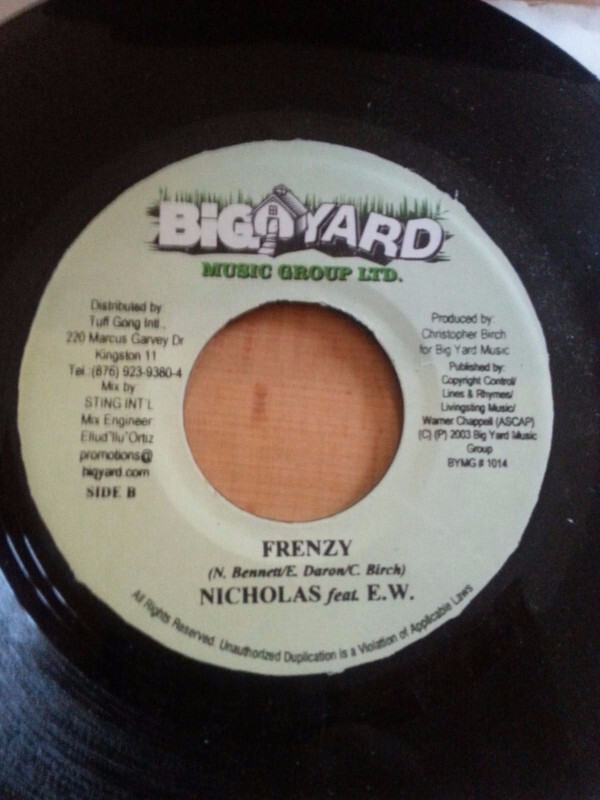 BIG YARD
MUSIC GROUP LTD.
Distributed by:
Tuff Gong Intl.,
220 Marcus Garvey Dr
Kingston 11
Tel :(876) 923-9380-4
Mix by
STING INT'L
Mix Engineer
Ellud"Ilu"Ortiz
promotions@
bigyard.com
SIDE B
Produced by:
Christopher Birch
for Big Yard Music
Published by:
Copyright Control/
Lines & Rhymes/
Livingsting Music/
Warner Chappell (ASCAP)
(C) (P) 2003 Big Yard Music
Group
BYMG # 1014
FRENZY
(N. Bennett/E. Daron/C. Birch)
NICHOLAS feat. E.W.
All Rights Reserved. Unauthorized Duplication is a Violation of Applicable Laws